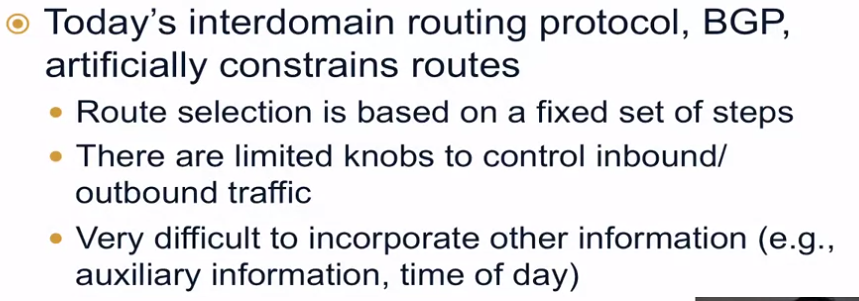 Today's interdomain routing protocol, BGP,
artificially constrains routes
Route selection is based on a fixed set of steps
There are limited knobs to control inbound/
outbound traffic
Very difficult to incorporate other information (e.g.,
auxiliary information, time of day)